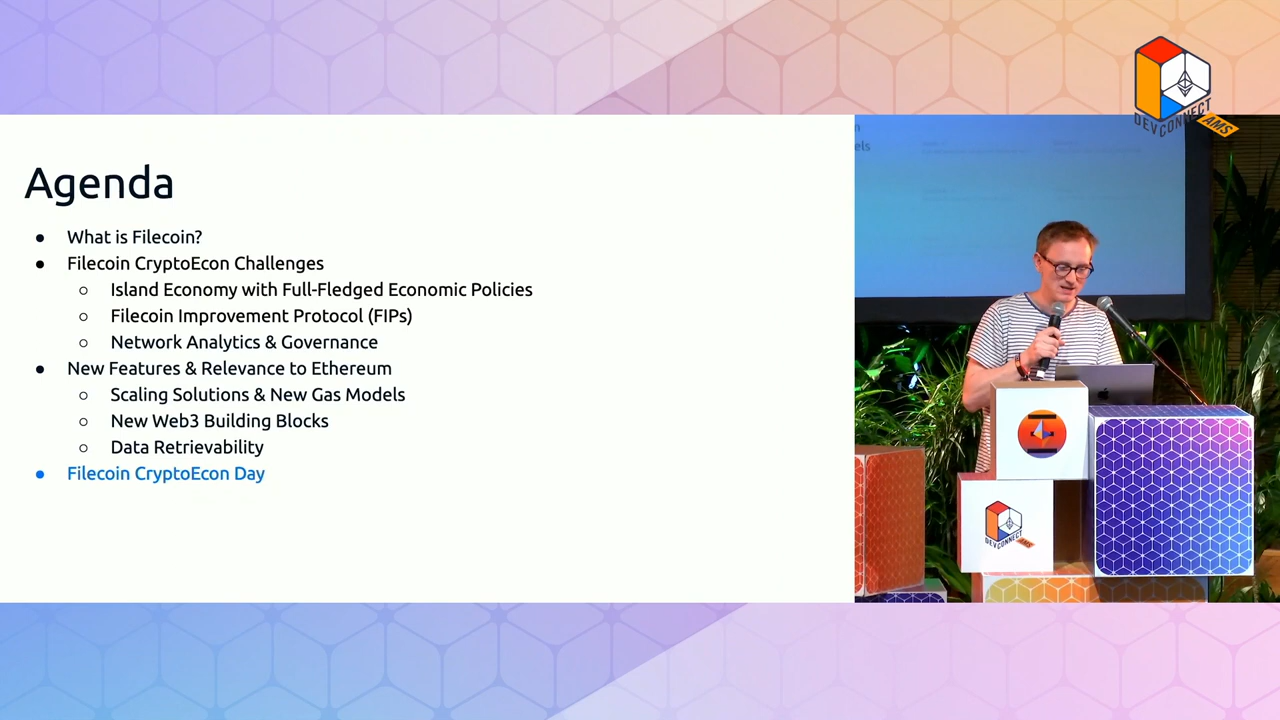 Agenda
● What is Filecoin?
● Filecoin CryptoEcon Challenges
○ Island Economy with Full-Fledged Economic Policies
○ Filecoin Improvement Protocol (FIPs)
○ Network Analytics & Governance
● New Features & Relevance to Ethereum
○ Scaling Solutions & New Gas Models
○ New Web3 Building Blocks
○ Data Retrievability
● Filecoin CryptoEcon Day
DEVCONNECT
AMS
els
DEVCONNECT
AMS